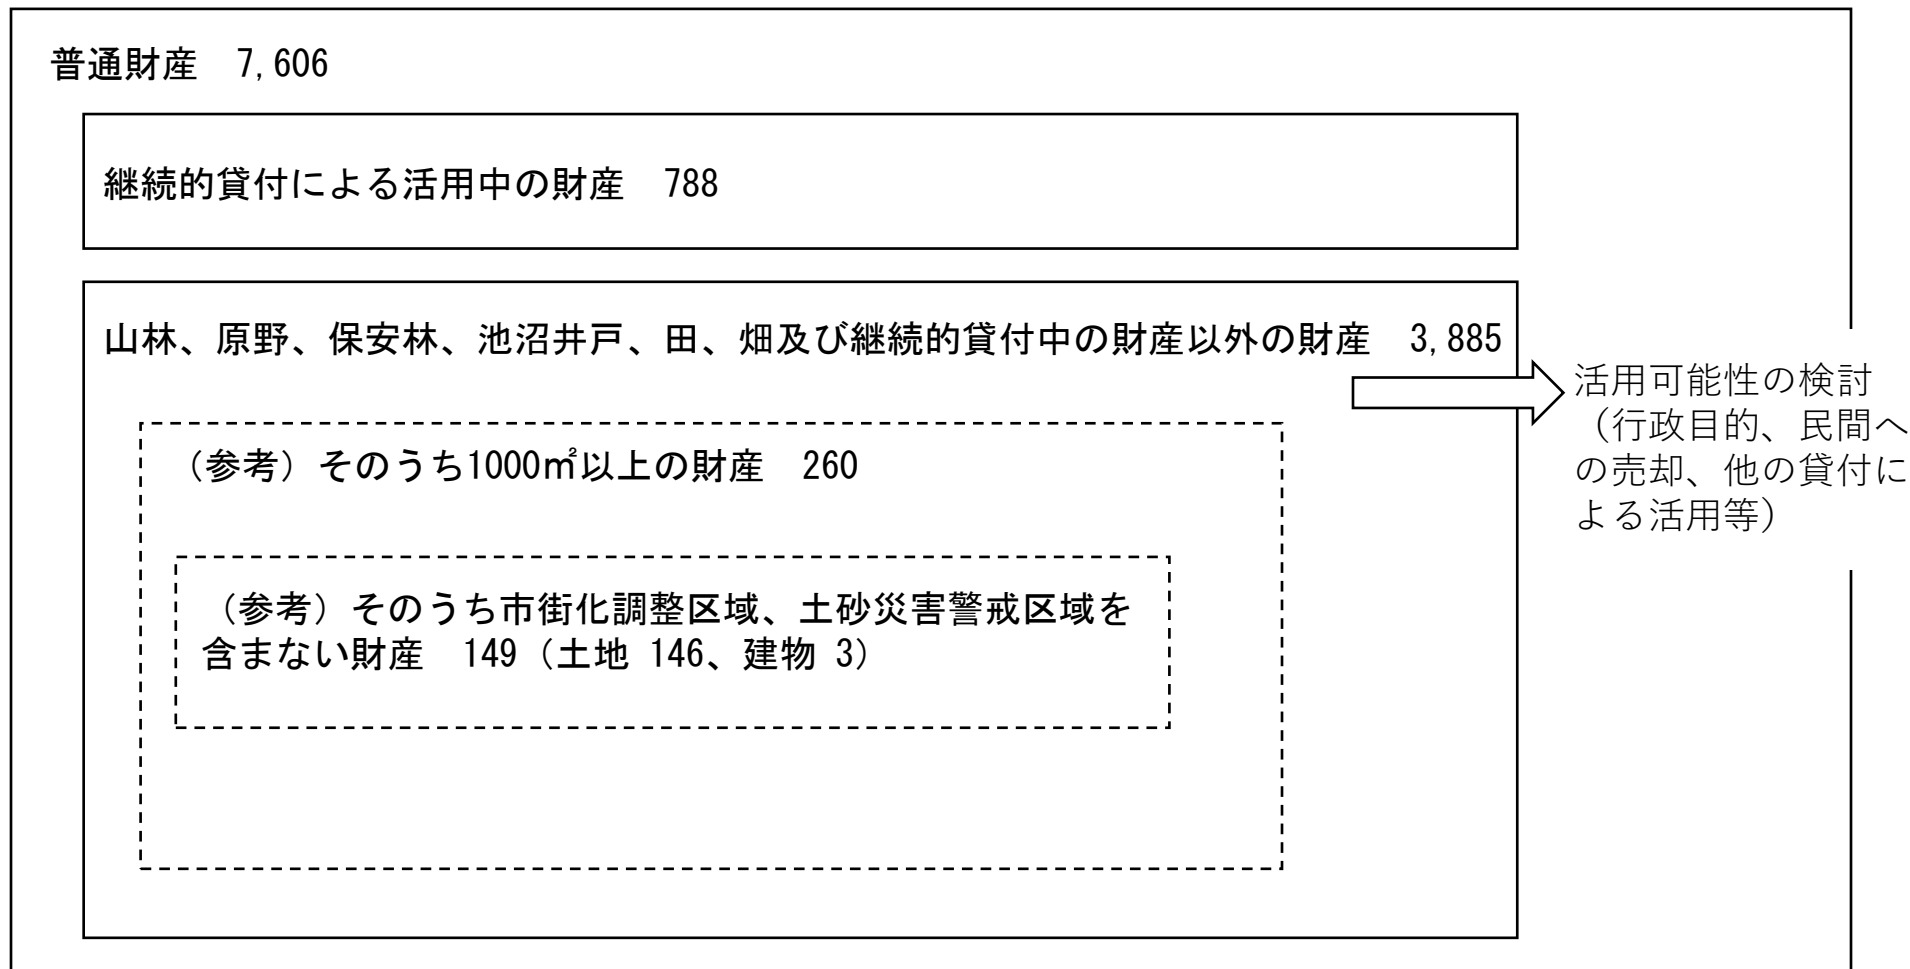 普通財産　7,606
継続的貸付による活用中の財産　788
山林、原野、保安林、池沼井戸、田、畑及び継続的貸付中の財産以外の財産　3,885
（参考）そのうち1000㎡以上の財産　260
（参考）そのうち市街化調整区域、土砂災害警戒区域を
含まない財産　149（土地 146、建物 3）
活用可能性の検討
（行政目的、民間へ
の売却、他の貸付に
よる活用等）